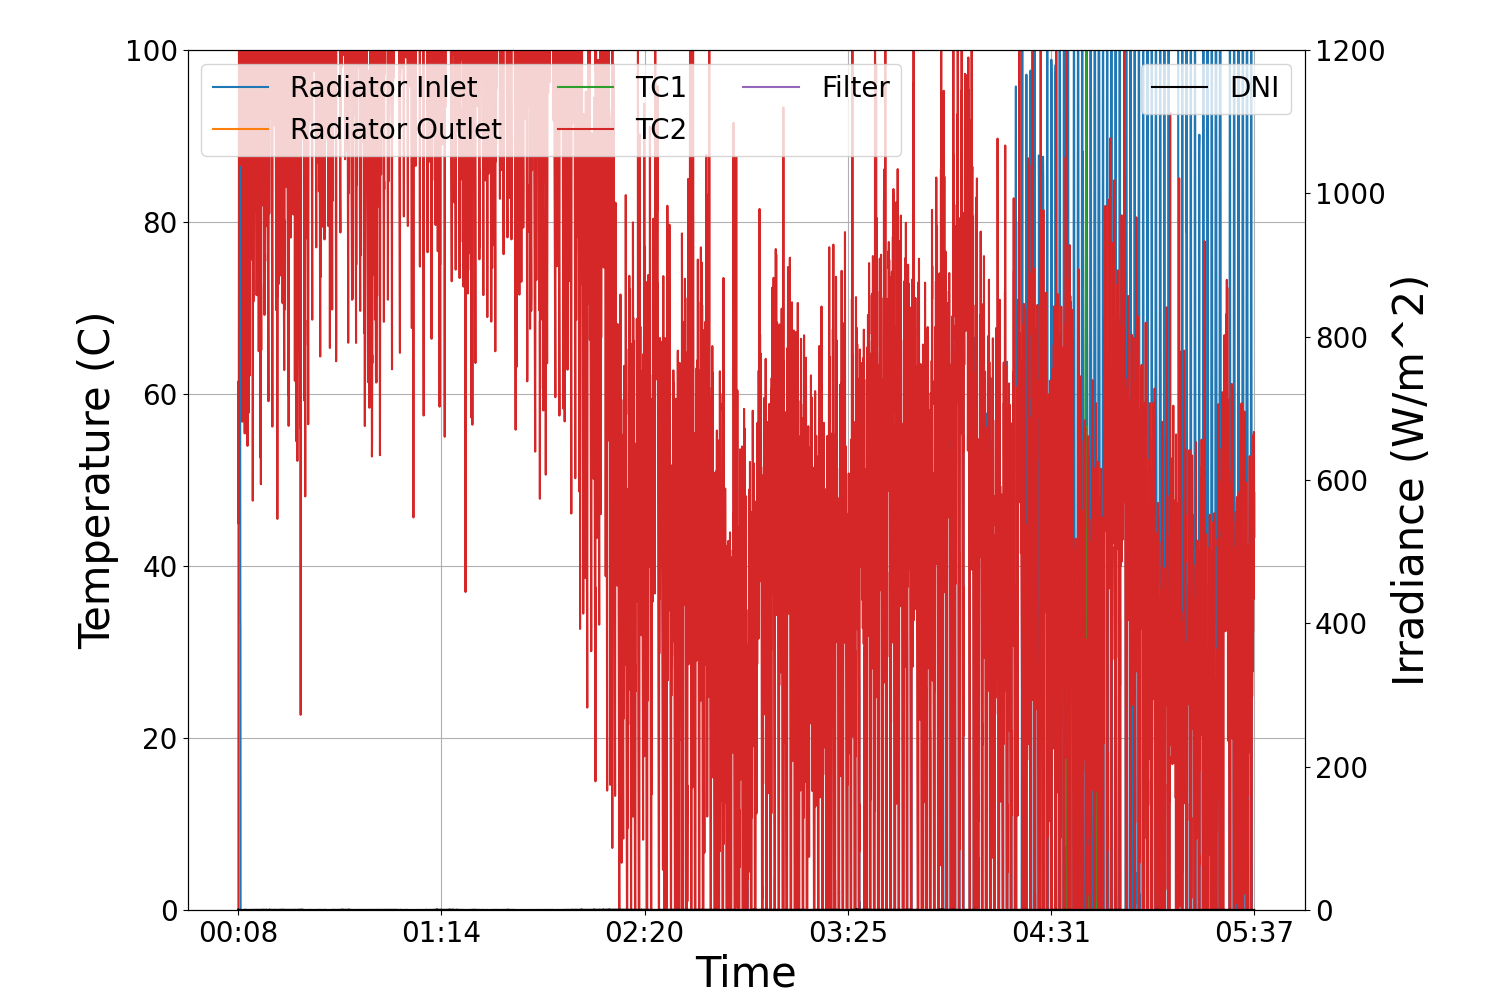 100
80
60
40
20
0
Temperature (C)
Radiator Inlet
Radiator Outlet
TC1
TC2
Filter
DNI
1200
1000
800
600
400
200
0
Irradiance (W/m^2)
00:08 01:14 02:20 03:25 04:31 05:37
Time